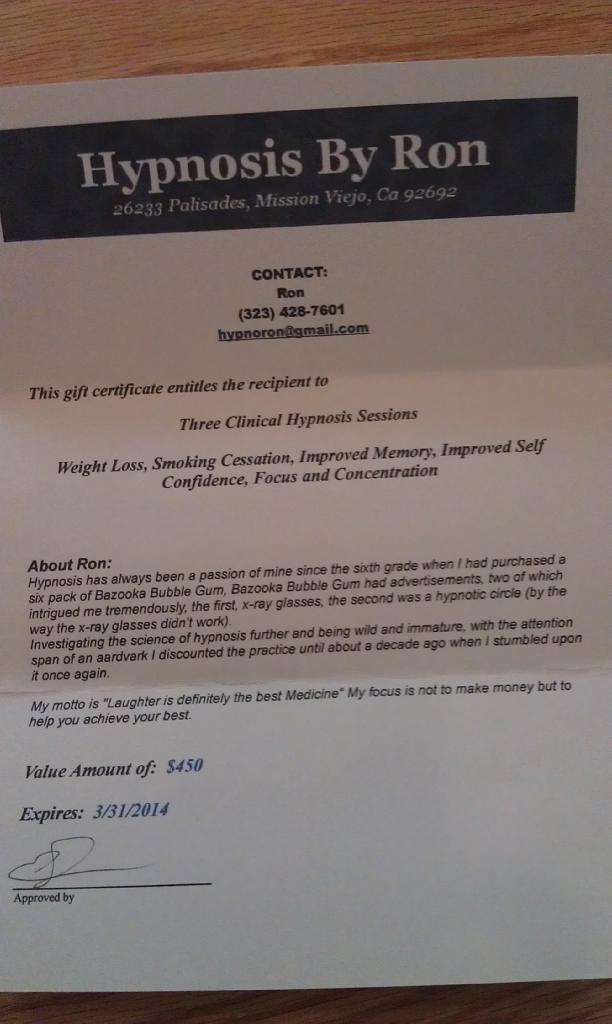 Hypnosis By Ron
26233 Palisades, Mission Viejo, Ca 92692
CONTACT:
Ron
(323) 428-7601
hypnoron@gmail.com
This gift certificate entitles the recipient to
Three Clinical Hypnosis Sessions
Weight Loss, Smoking Cessation, Improved Memory, Improved Self
Confidence, Focus and Concentration
About Ron:
Hypnosis has always been a passion of mine since the sixth grade when I had purchased a
six pack of Bazooka Bubble Gum, Bazooka Bubble Gum had advertisements, two of which
intrigued me tremendously, the first, x-ray glasses, the second was a hypnotic circle (by the
way the x-ray glasses didn't work).
Investigating the science of hypnosis further and being wild and immature, with the attention
span of an aardvark I discounted the practice until about a decade ago when I stumbled upon
it once again.
My motto is "Laughter is definitely the best Medicine" My focus is not to make money but to
help you achieve your best.
Value Amount of: $450
Expires: 3/31/2014
Approved by